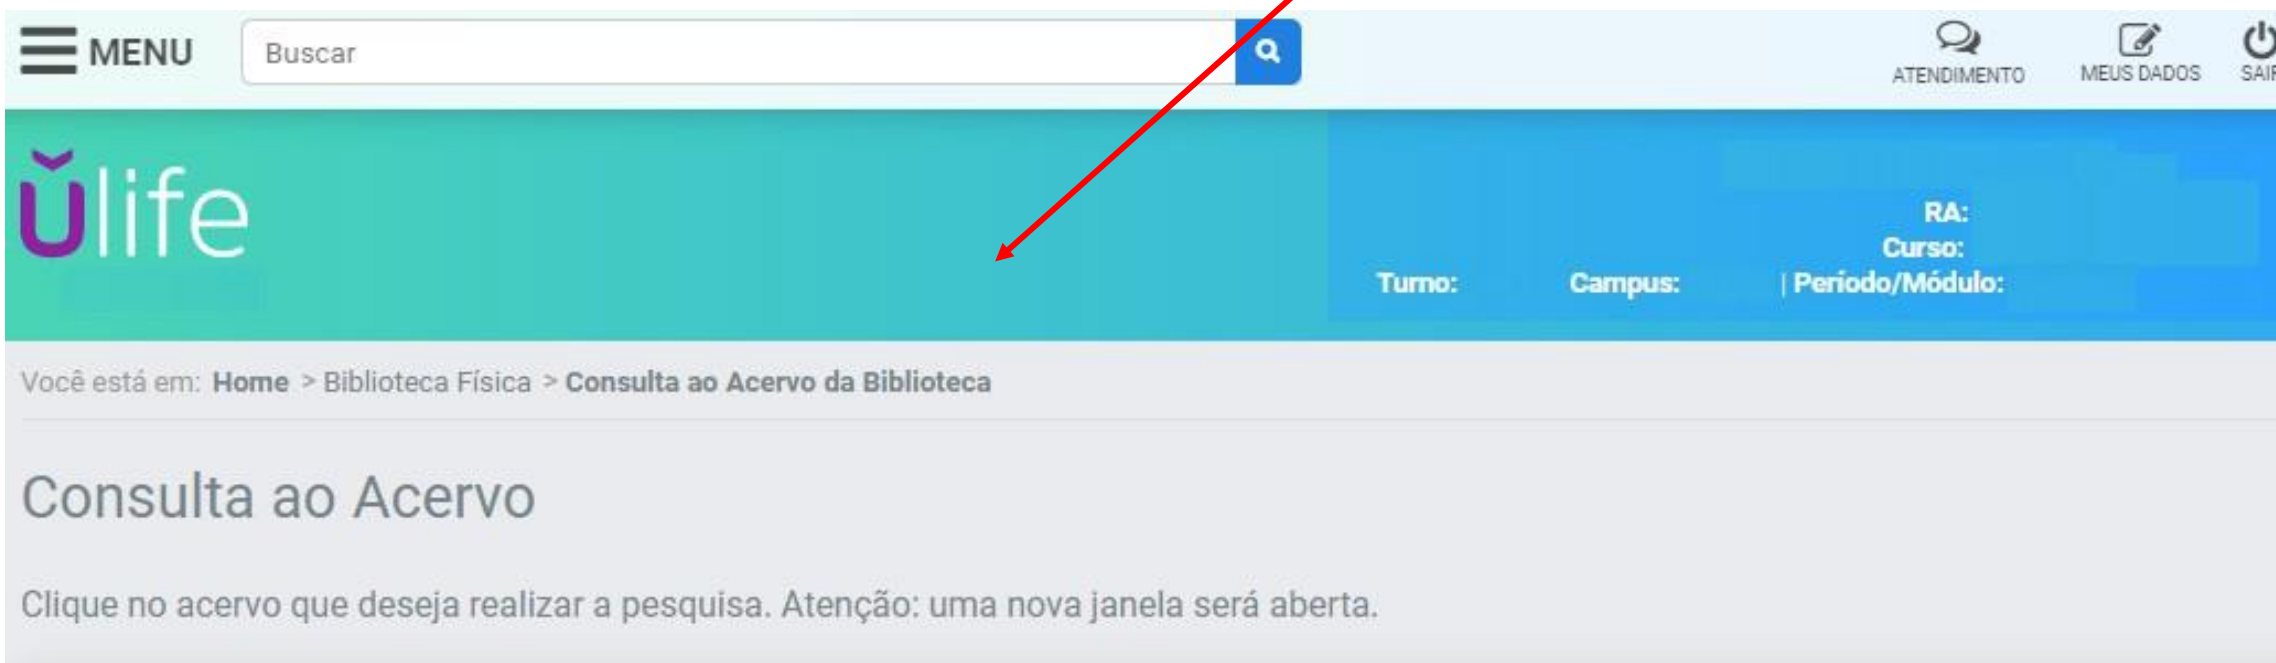 MENU
Buscar
ATENDIMENTO
MEUS DADOS
ŭlife
RA:
Curso:
Turno: Campus: | Período/Módulo:
Você está em: Home > Biblioteca Física > Consulta ao Acervo da Biblioteca
Consulta ao Acervo
Clique no acervo que deseja realizar a pesquisa. Atenção: uma nova janela será aberta.